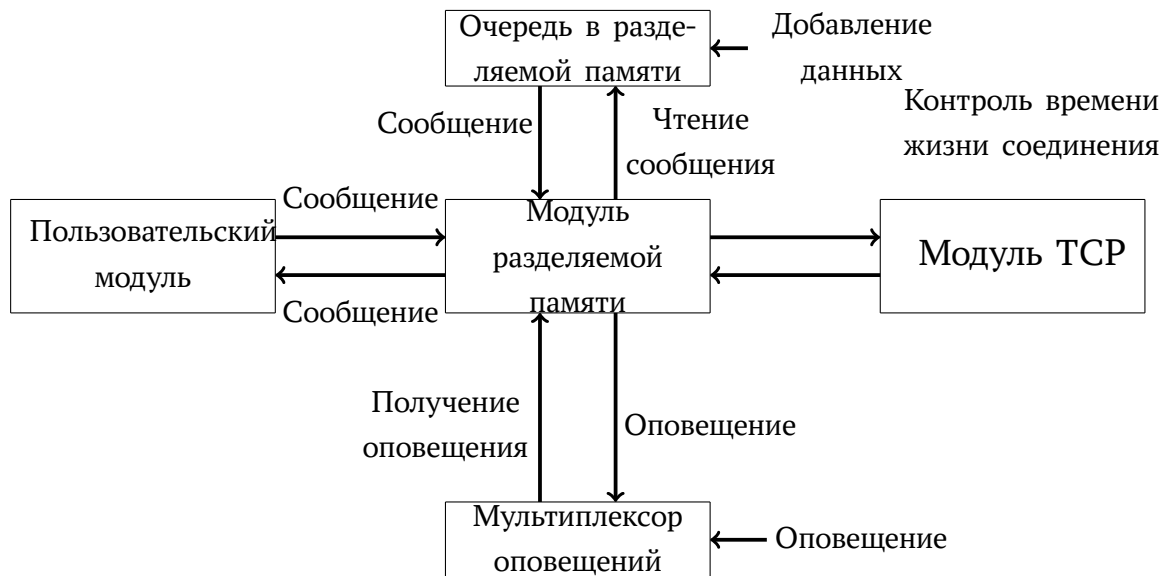 Очередь в разде-
ляемой памяти
Добавление
данных
Контроль времени
жизни соединения
Сообщение
Чтение
сообщения
Сообщение
Пользовательский
модуль
Модуль
разделяемой
памяти
Модуль TCP
Сообщение
Получение
оповещения
Оповещение
Мультиплексор
оповещений
Оповещение